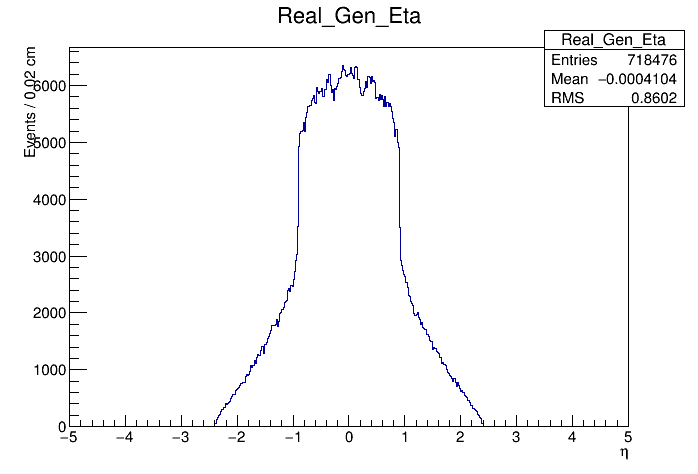 Real_Gen_Eta
Real_Gen_Eta
Entries 718476
Mean −0.0004104
RMS 0.8602
Events / 0.02 cm
6000
5000
4000
3000
2000
1000
0
−5 −4 −3 −2 −1 0 1 2 3 4 5
η